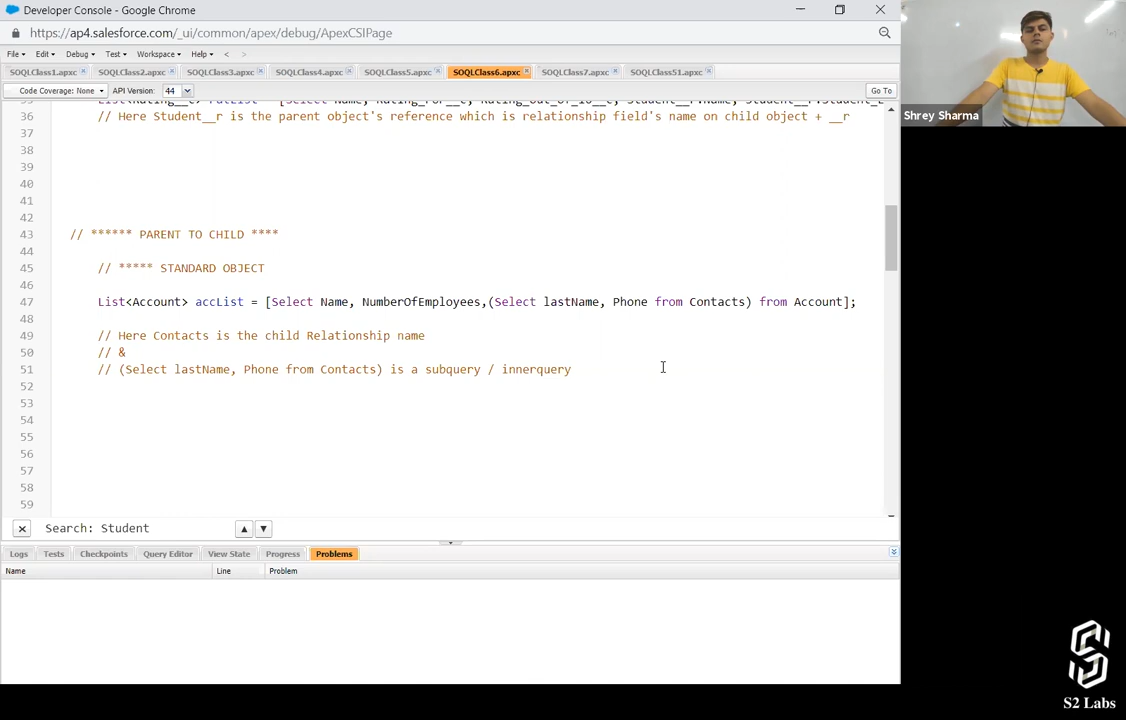 Developer Console - Google Chrome
https://ap4.salesforce.com/_ui/common/apex/debug/ApexCSIPage
File Edit Debug Test Workspace Help < >
SOQLClass1.apxc SOQLClass2.apxc SOQLClass3.apxc SOQLClass4.apxc SOQLClass5.apxc SOQLClass6.apxc SOQLClass7.apxc SOQLClass51.apxc
Code Coverage: None API Version: 44 Go To
36 // Here Student__r is the parent object's reference which is relationship field's name on child object + __r
37
38
39
40
41
42
43 // ****** PARENT TO CHILD ****
44
45 // ***** STANDARD OBJECT
46
47 List<Account> accList = [Select Name, NumberOfEmployees,(Select lastName, Phone from Contacts) from Account];
48
49 // Here Contacts is the child Relationship name
50 // &
51 // (Select lastName, Phone from Contacts) is a subquery / innerquery
52
53
54
55
56
57
58
59
Search: Student
Logs Tests Checkpoints Query Editor View State Progress Problems
Name Line Problem
Shrey Sharma
S2 Labs